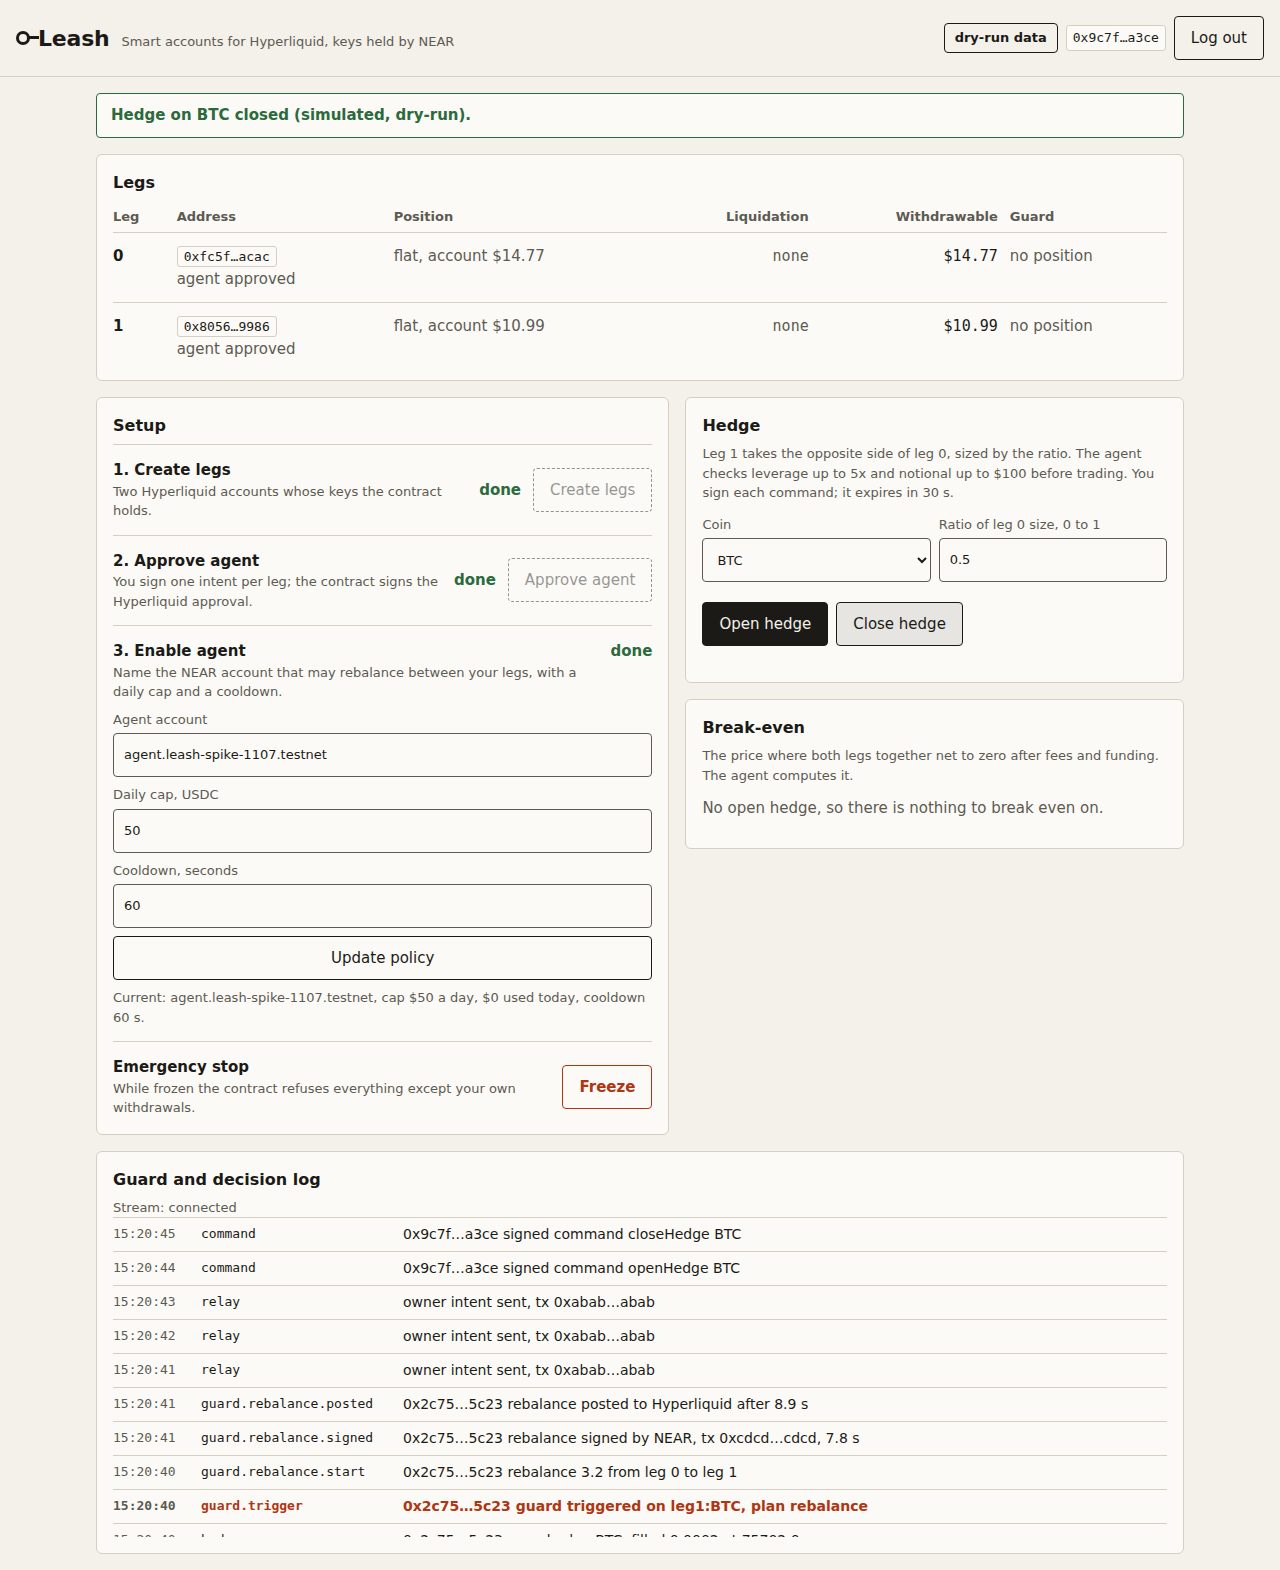 Leash Smart accounts for Hyperliquid, keys held by NEAR dry-run data 0x9c7f…a3ce Log out
Hedge on BTC closed (simulated, dry-run).
Legs
Leg Address Position Liquidation Withdrawable Guard
0 0xfc5f…acac flat, account $14.77 none $14.77 no position
agent approved
1 0x8056…9986 flat, account $10.99 none $10.99 no position
agent approved
Setup
1. Create legs
Two Hyperliquid accounts whose keys the contract
holds.
done Create legs
2. Approve agent
You sign one intent per leg; the contract signs the
Hyperliquid approval.
done Approve agent
3. Enable agent done
Name the NEAR account that may rebalance between your legs, with a
daily cap and a cooldown.
Agent account
agent.leash-spike-1107.testnet
Daily cap, USDC
50
Cooldown, seconds
60
Update policy
Current: agent.leash-spike-1107.testnet, cap $50 a day, $0 used today, cooldown
60 s.
Emergency stop
While frozen the contract refuses everything except your own
withdrawals.
Freeze
Hedge
Leg 1 takes the opposite side of leg 0, sized by the ratio. The agent
checks leverage up to 5x and notional up to $100 before trading. You
sign each command; it expires in 30 s.
Coin Ratio of leg 0 size, 0 to 1
BTC 0.5
Open hedge Close hedge
Break-even
The price where both legs together net to zero after fees and funding.
The agent computes it.
No open hedge, so there is nothing to break even on.
Guard and decision log
Stream: connected
15:20:45 command 0x9c7f…a3ce signed command closeHedge BTC
15:20:44 command 0x9c7f…a3ce signed command openHedge BTC
15:20:43 relay owner intent sent, tx 0xabab…abab
15:20:42 relay owner intent sent, tx 0xabab…abab
15:20:41 relay owner intent sent, tx 0xabab…abab
15:20:41 guard.rebalance.posted 0x2c75…5c23 rebalance posted to Hyperliquid after 8.9 s
15:20:41 guard.rebalance.signed 0x2c75…5c23 rebalance signed by NEAR, tx 0xcdcd…cdcd, 7.8 s
15:20:40 guard.rebalance.start 0x2c75…5c23 rebalance 3.2 from leg 0 to leg 1
15:20:40 guard.trigger 0x2c75…5c23 guard triggered on leg1:BTC, plan rebalance